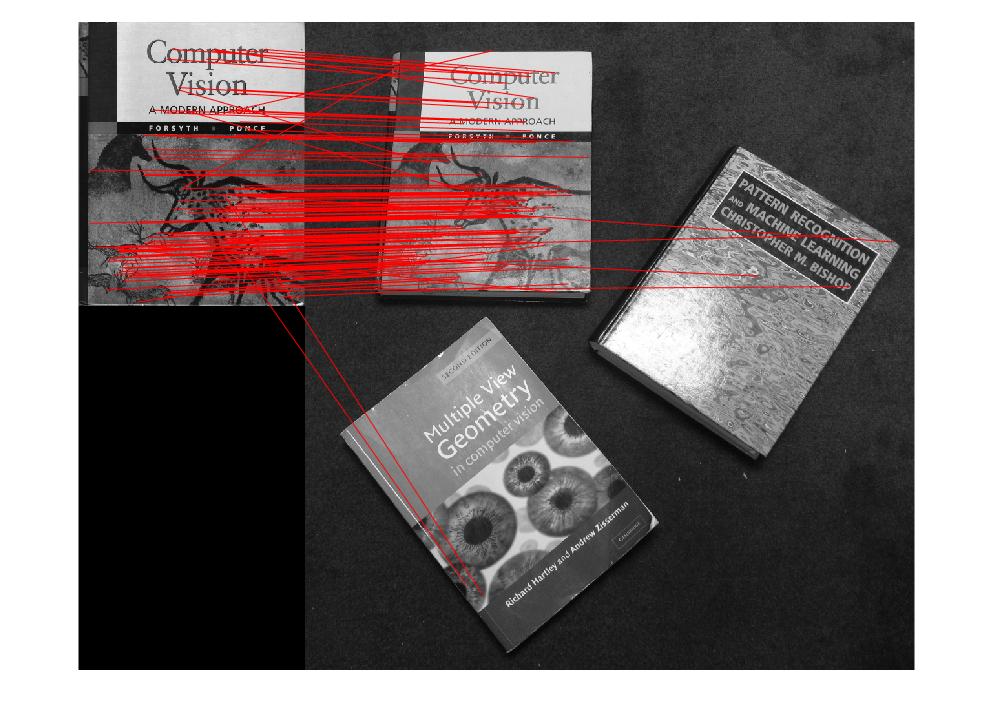 Computer
Vision
A MODERN APPROACH
FORSYTH PONCE
Computer
Vision
A MODERN APPROACH
FORSYTH PONCE
PATTERN RECOGNITION
AND MACHINE LEARNING
CHRISTOPHER M. BISHOP
SECOND EDITION
Multiple View
Geometry
in computer vision
Richard Hartley and Andrew Zisserman
CAMBRIDGE